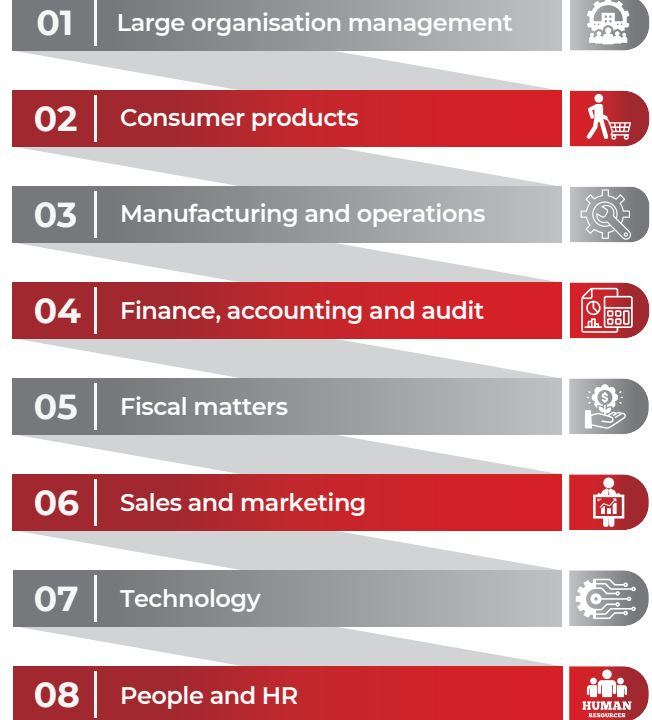 01 Large organisation management
02 Consumer products
03 Manufacturing and operations
04 Finance, accounting and audit
05 Fiscal matters
$
06 Sales and marketing
07 Technology
08 People and HR
HUMAN
RESOURCES